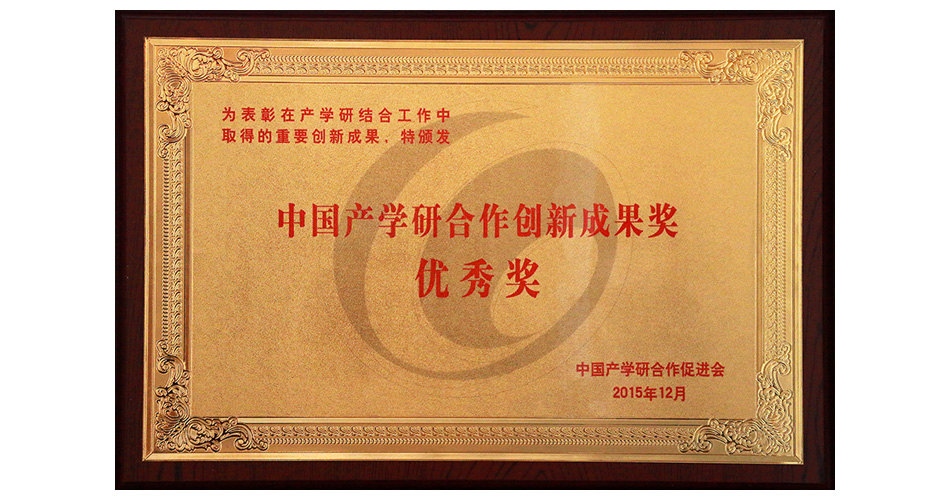 为表彰在产学研结合工作中
取得的重要创新成果，特颁发
中国产学研合作创新成果奖
优秀奖
中国产学研合作促进会
2015年12月